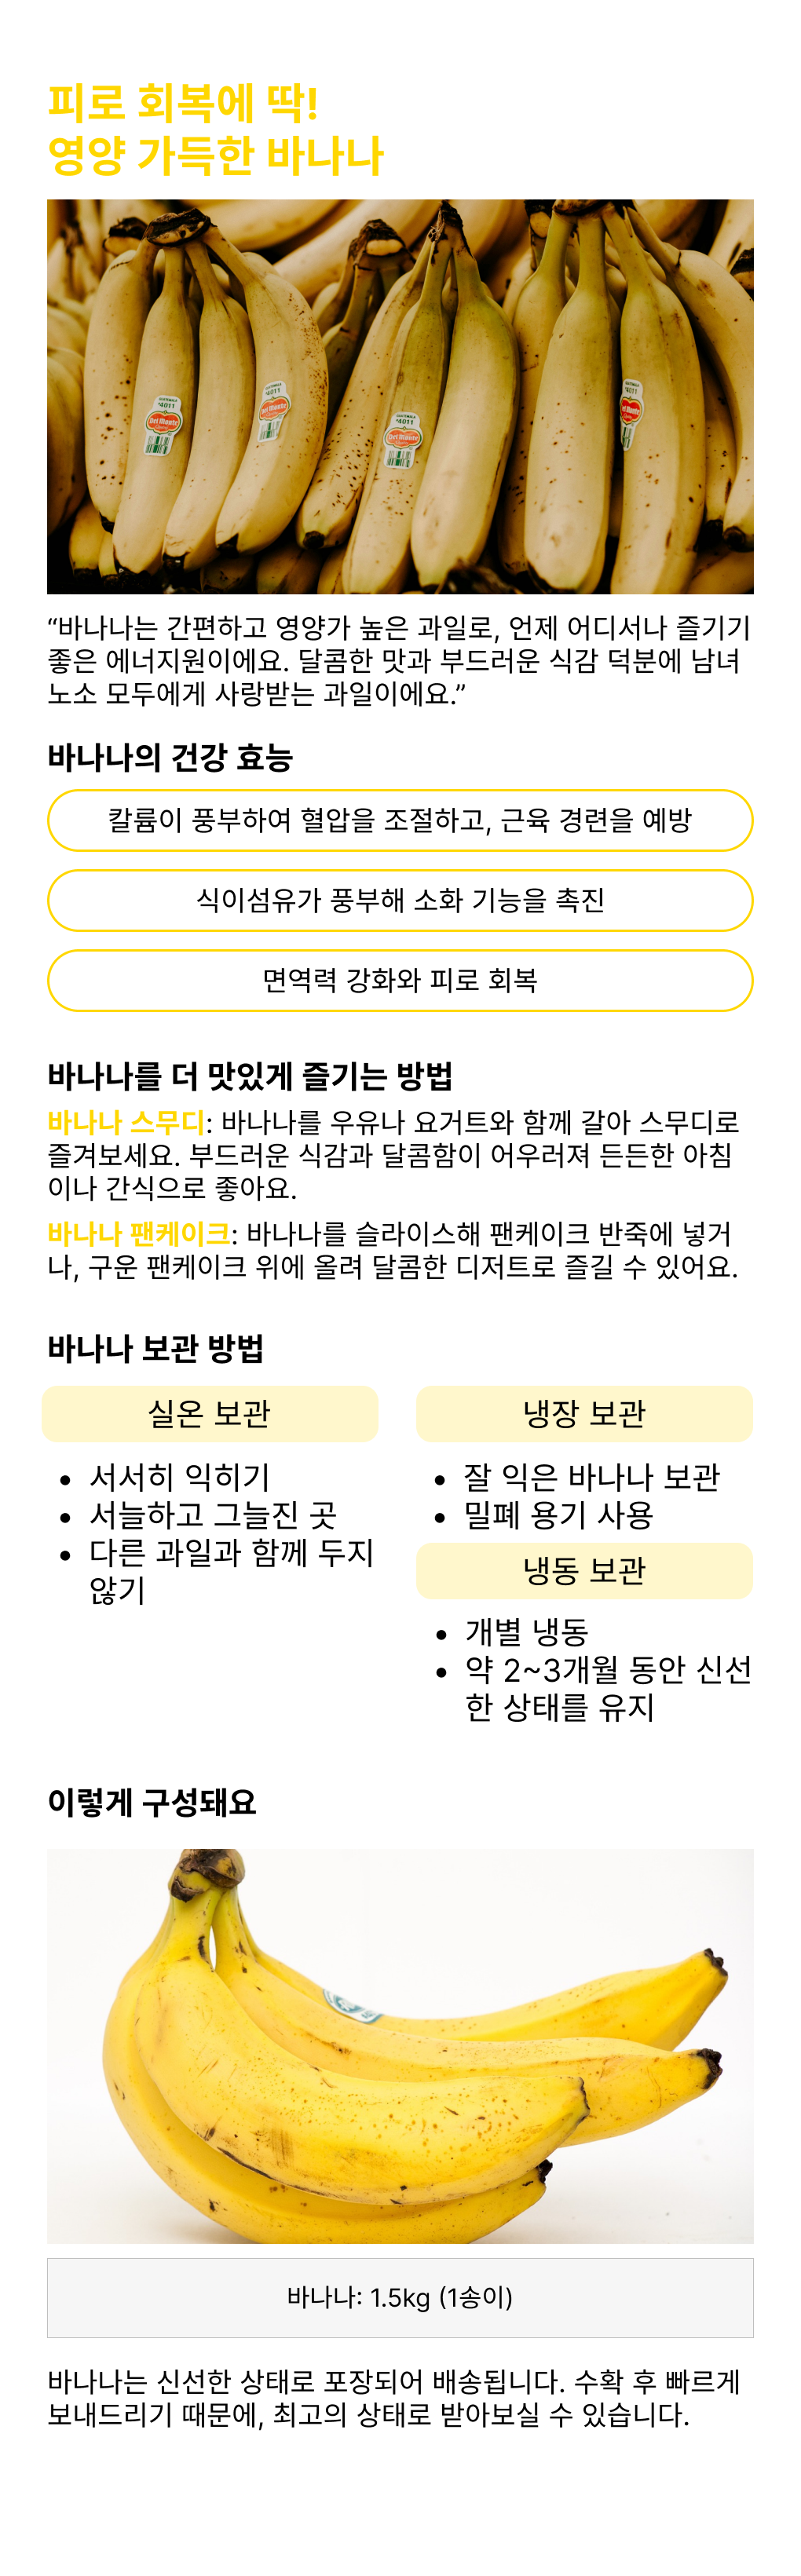 피로 회복에 딱!
영양 가득한 바나나
GUATEMALA
#4011
Del Monte
GUATEMALA
#4011
Del Monte
GUATEMALA
#4011
Del Monte
#4011
Del Monte
“바나나는 간편하고 영양가 높은 과일로, 언제 어디서나 즐기기
좋은 에너지원이에요. 달콤한 맛과 부드러운 식감 덕분에 남녀
노소 모두에게 사랑받는 과일이에요.”
바나나의 건강 효능
칼륨이 풍부하여 혈압을 조절하고, 근육 경련을 예방
식이섬유가 풍부해 소화 기능을 촉진
면역력 강화와 피로 회복
바나나를 더 맛있게 즐기는 방법
바나나 스무디: 바나나를 우유나 요거트와 함께 갈아 스무디로
즐겨보세요. 부드러운 식감과 달콤함이 어우러져 든든한 아침
이나 간식으로 좋아요.
바나나 팬케이크: 바나나를 슬라이스해 팬케이크 반죽에 넣거
나, 구운 팬케이크 위에 올려 달콤한 디저트로 즐길 수 있어요.
바나나 보관 방법
실온 보관
• 서서히 익히기
• 서늘하고 그늘진 곳
• 다른 과일과 함께 두지
않기
냉장 보관
• 잘 익은 바나나 보관
• 밀폐 용기 사용
냉동 보관
• 개별 냉동
• 약 2~3개월 동안 신선
한 상태를 유지
이렇게 구성돼요
바나나: 1.5kg (1송이)
바나나는 신선한 상태로 포장되어 배송됩니다. 수확 후 빠르게
보내드리기 때문에, 최고의 상태로 받아보실 수 있습니다.